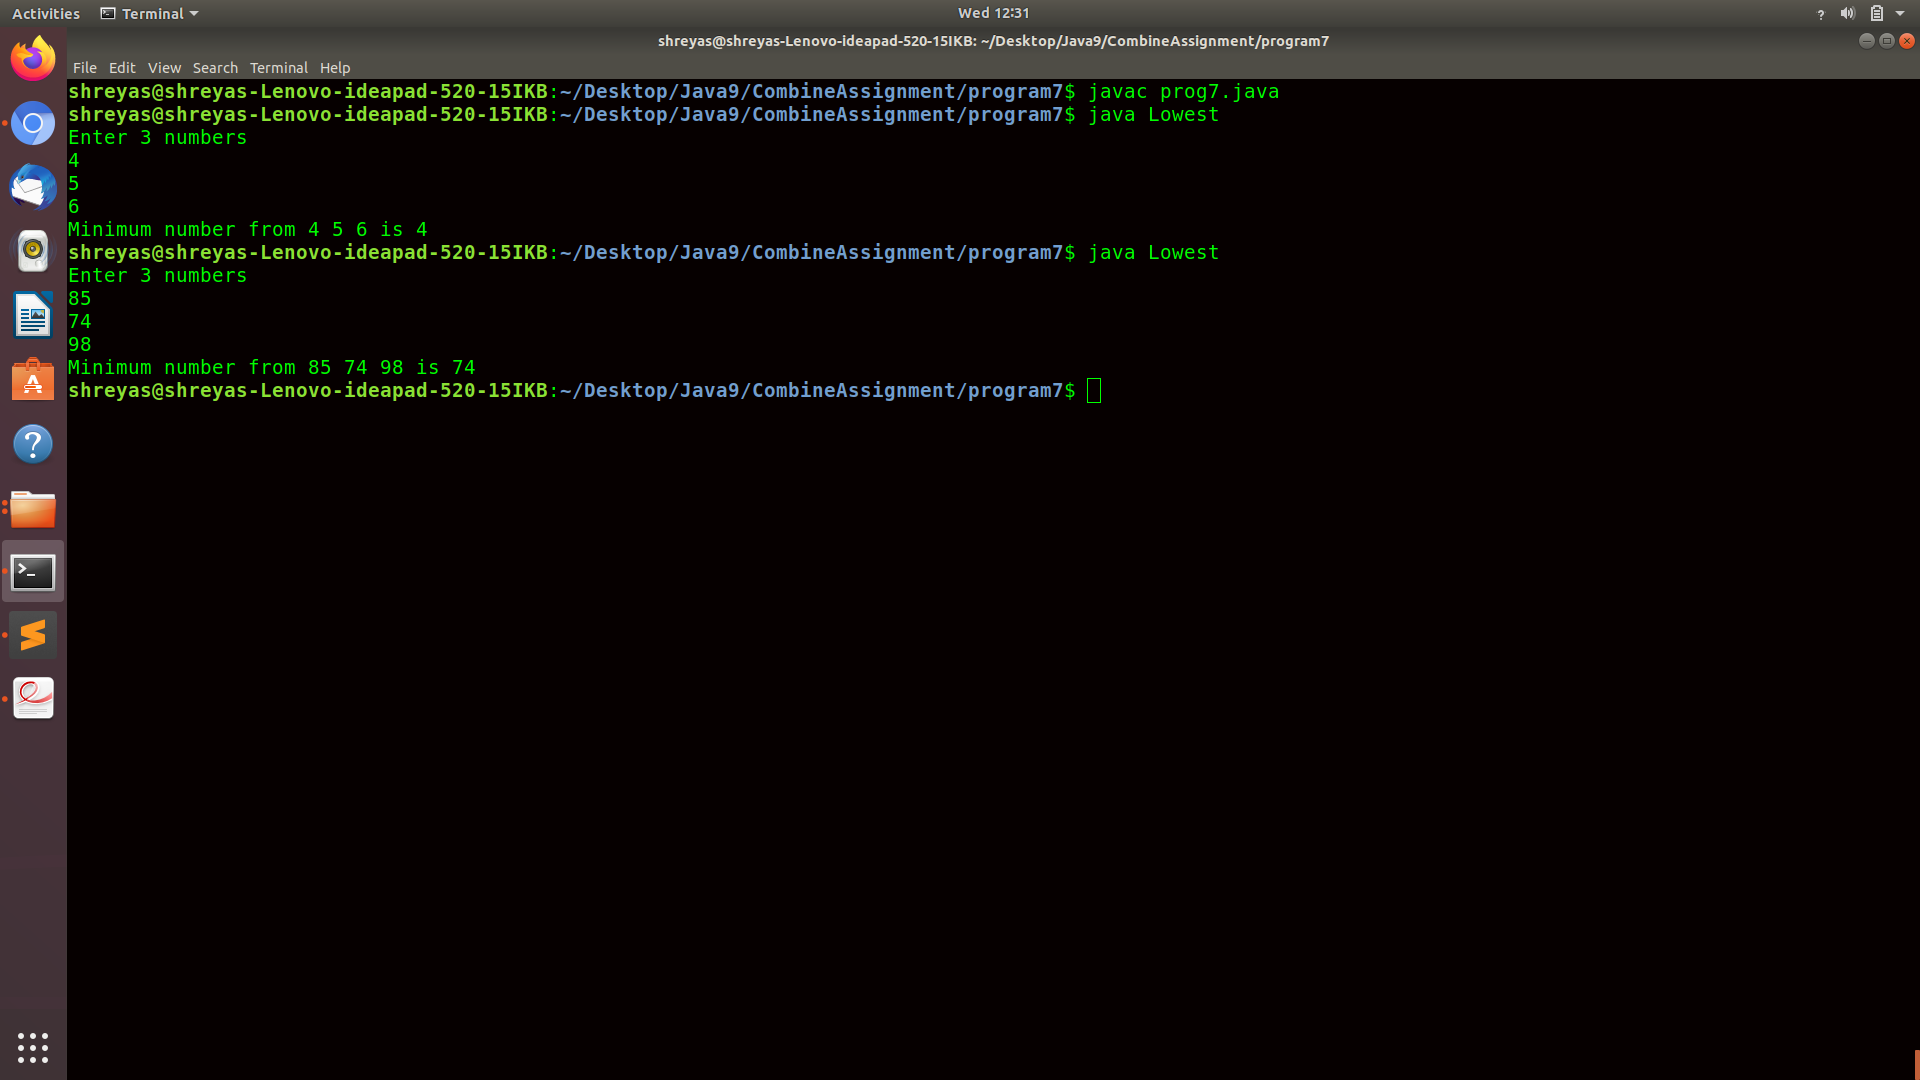 Activities Terminal Wed 12:31
shreyas@shreyas-Lenovo-ideapad-520-15IKB: ~/Desktop/Java9/CombineAssignment/program7
File Edit View Search Terminal Help
shreyas@shreyas-Lenovo-ideapad-520-15IKB:~/Desktop/Java9/CombineAssignment/program7$ javac prog7.java
shreyas@shreyas-Lenovo-ideapad-520-15IKB:~/Desktop/Java9/CombineAssignment/program7$ java Lowest
Enter 3 numbers
4
5
6
Minimum number from 4 5 6 is 4
shreyas@shreyas-Lenovo-ideapad-520-15IKB:~/Desktop/Java9/CombineAssignment/program7$ java Lowest
Enter 3 numbers
85
74
98
Minimum number from 85 74 98 is 74
shreyas@shreyas-Lenovo-ideapad-520-15IKB:~/Desktop/Java9/CombineAssignment/program7$